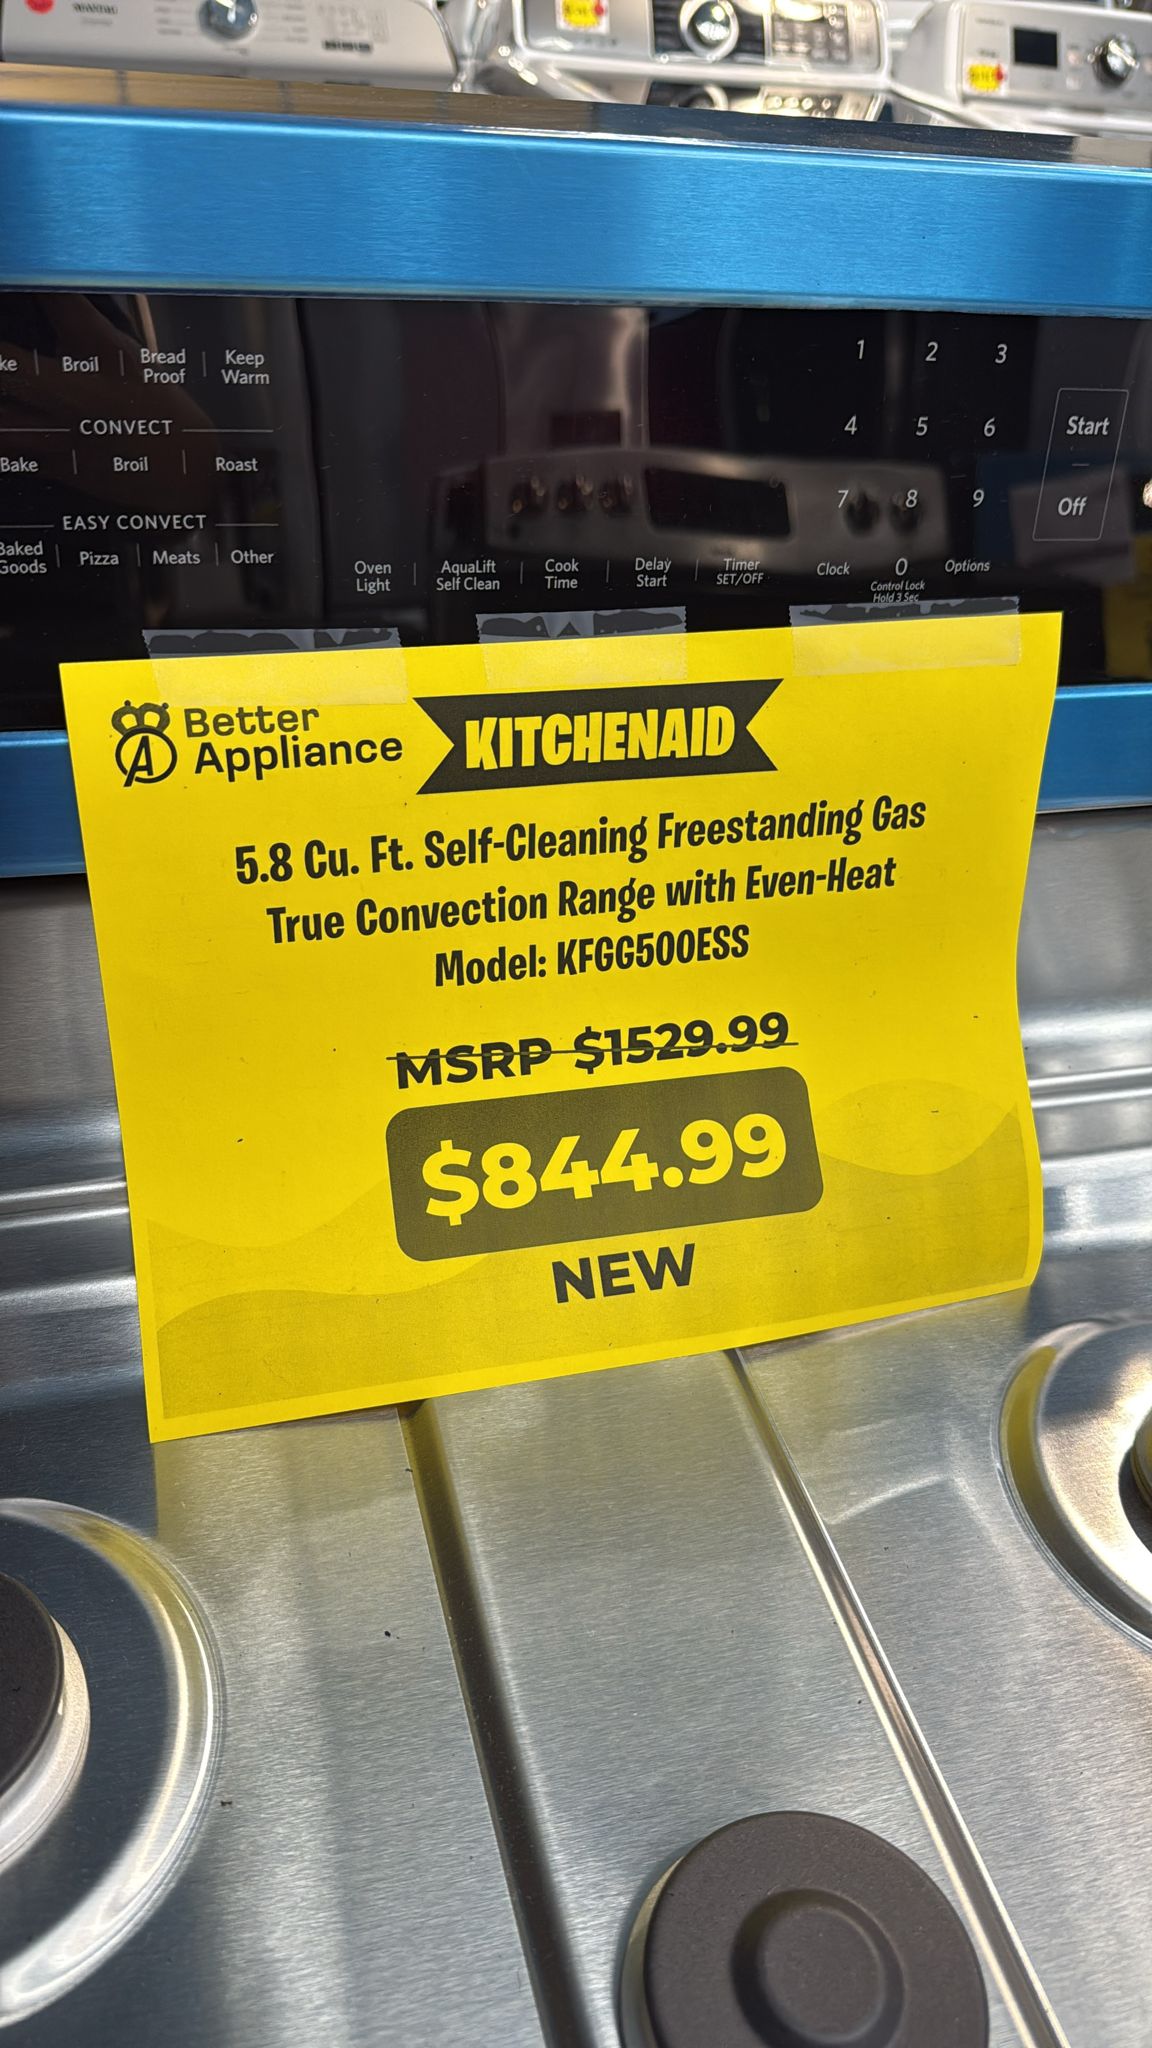 Broil
Bread
Proof
Keep
Warm
CONVECT
Bake
Broil
Roast
EASY CONVECT
Baked
Goods
Pizza
Meats
Other
Oven
Light
AquaLift
Self Clean
Cook
Time
Delay
Start
Timer
SET/OFF
1 2 3
4 5 6
7 8 9
Clock
0
Control Lock
Hold 3 Sec
Options
Start
Off
Better
Appliance
KITCHENAID
5.8 Cu. Ft. Self-Cleaning Freestanding Gas
True Convection Range with Even-Heat
Model: KFGG500ESS
MSRP $1529.99
$844.99
NEW